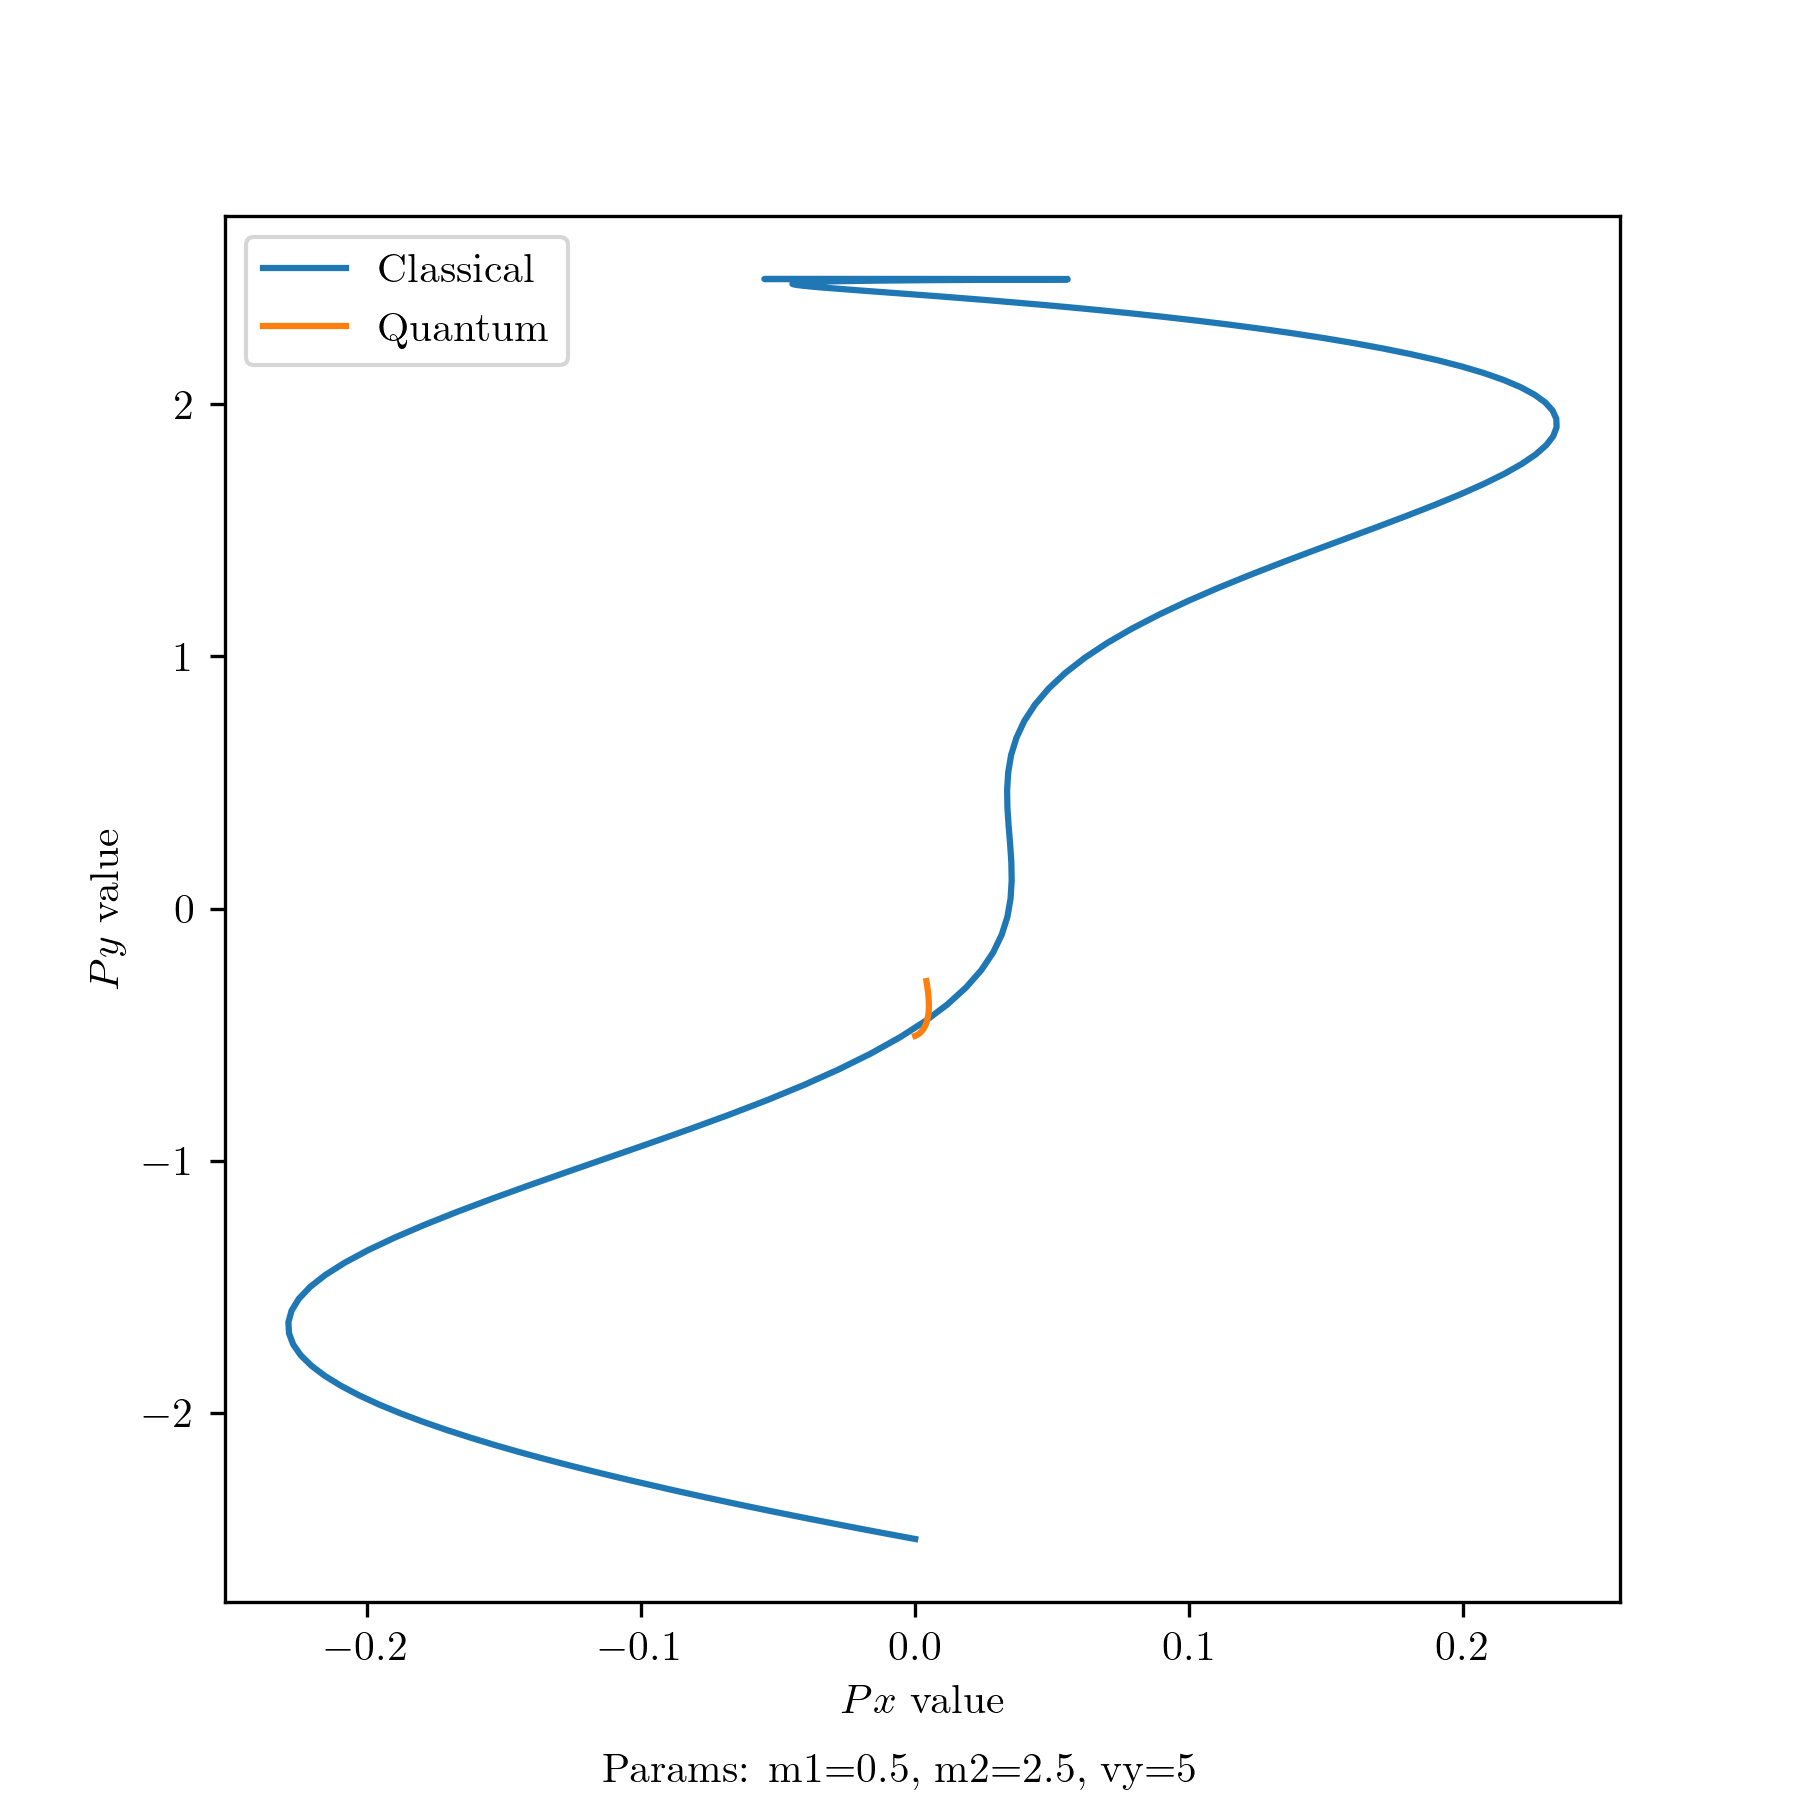 Classical
Quantum
2
1
0
−1
−2
Py value
−0.2 −0.1 0.0 0.1 0.2
Px value
Params: m1=0.5, m2=2.5, vy=5